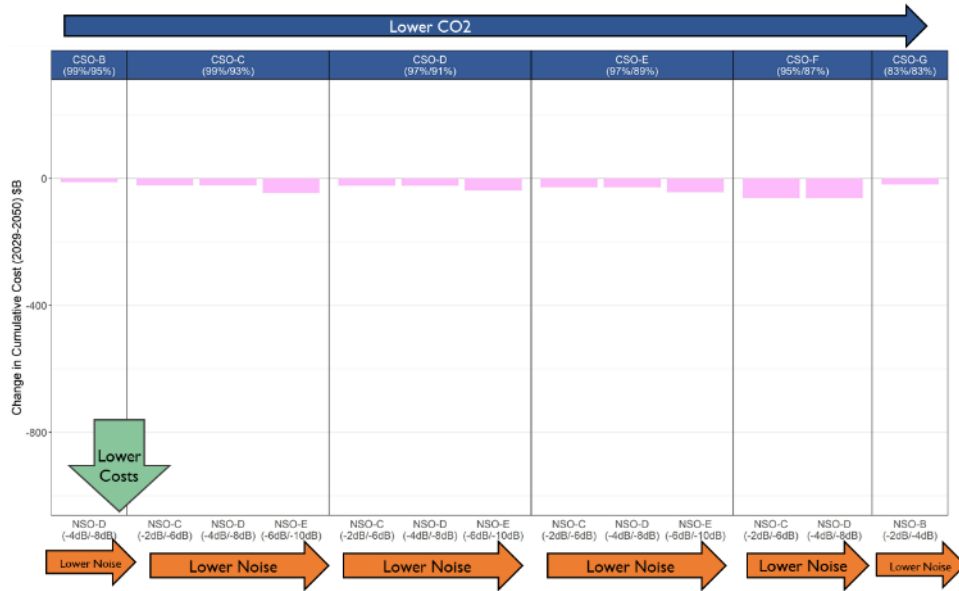 Lower CO2
CSO-B
(99%/95%)
CSO-C
(99%/93%)
CSO-D
(97%/91%)
CSO-E
(97%/89%)
CSO-F
(95%/87%)
CSO-G
(83%/83%)
Change in Cumulative Cost (2029-2050) $B
0
-400
-800
Lower
Costs
NSO-D
(-4dB/-8dB)
NSO-C
(-2dB/-6dB)
NSO-D
(-4dB/-8dB)
NSO-E
(-6dB/-10dB)
NSO-C
(-2dB/-6dB)
NSO-D
(-4dB/-8dB)
NSO-E
(-6dB/-10dB)
NSO-C
(-2dB/-6dB)
NSO-D
(-4dB/-8dB)
NSO-E
(-6dB/-10dB)
NSO-C
(-2dB/-6dB)
NSO-D
(-4dB/-8dB)
NSO-B
(-2dB/-4dB)
Lower Noise
Lower Noise
Lower Noise
Lower Noise
Lower Noise
Lower Noise